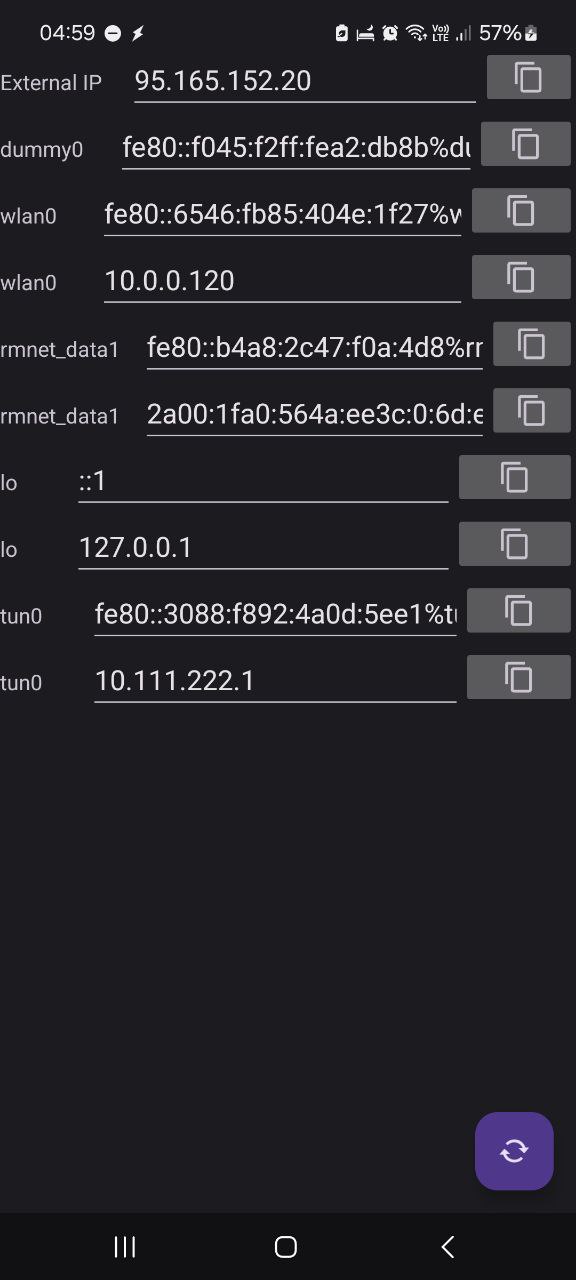 04:59 Vo)) LTE 57%
External IP 95.165.152.20
dummy0 fe80::f045:f2ff:fea2:db8b%du
wlan0 fe80::6546:fb85:404e:1f27%w
wlan0 10.0.0.120
rmnet_data1 fe80::b4a8:2c47:f0a:4d8%rr
rmnet_data1 2a00:1fa0:564a:ee3c:0:6d:e
lo ::1
lo 127.0.0.1
tun0 fe80::3088:f892:4a0d:5ee1%tu
tun0 10.111.222.1